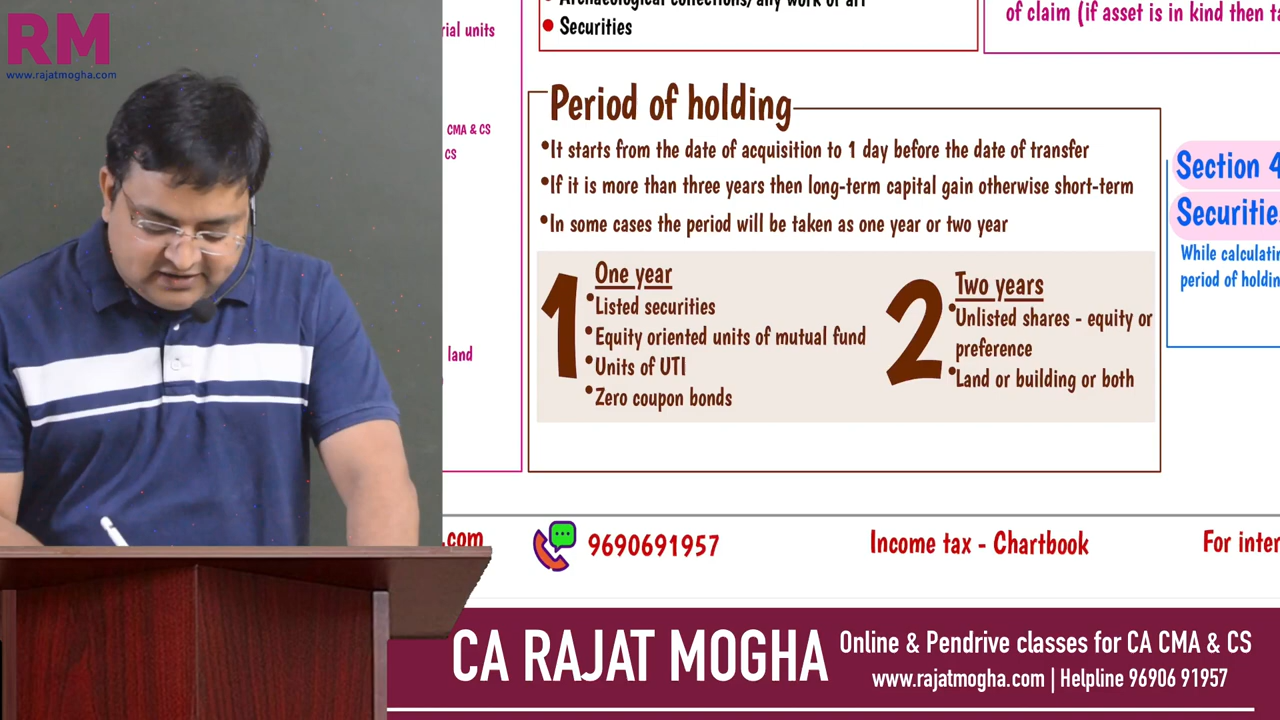 RM
www.rajatmogha.com
rial units
CMA & CS
CS
land
Securities
of claim (if asset is in kind then
Period of holding
•It starts from the date of acquisition to 1 day before the date of transfer
•If it is more than three years then long-term capital gain otherwise short-term
•In some cases the period will be taken as one year or two year
1
One year
•Listed securities
•Equity oriented units of mutual fund
•Units of UTI
•Zero coupon bonds
2
Two years
•Unlisted shares - equity or
preference
•Land or building or both
Section 4
Securitie
While calculatin
period of holdin
.com
9690691957
Income tax - Chartbook
For inter
CA RAJAT MOGHA
Online & Pendrive classes for CA CMA & CS
www.rajatmogha.com | Helpline 96906 91957